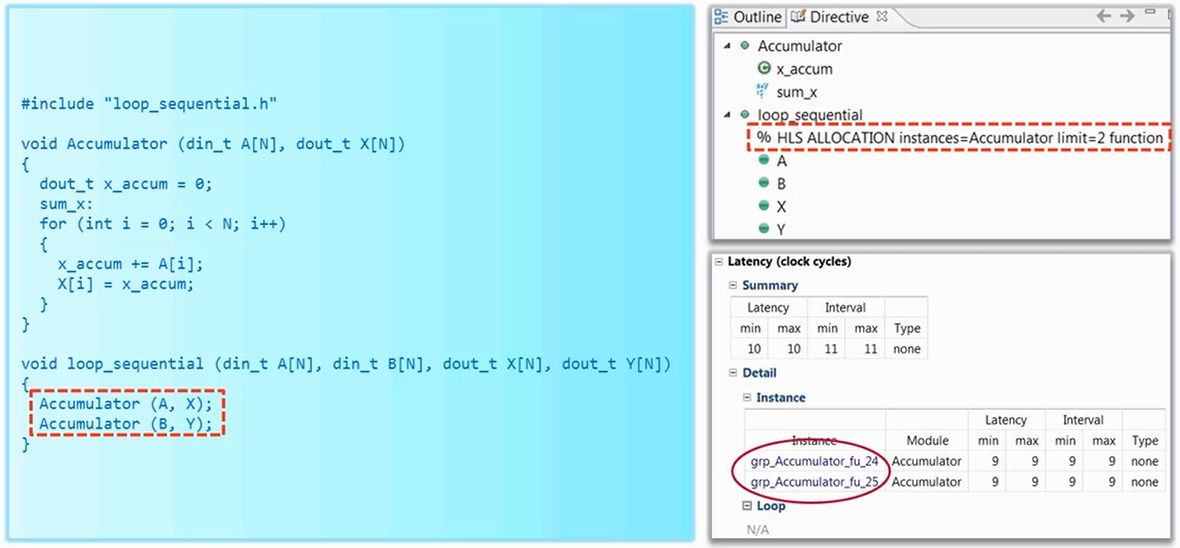 #include "loop_sequential.h"
void Accumulator (din_t A[N], dout_t X[N])
{
dout_t x_accum = 0;
sum_x:
for (int i = 0; i < N; i++)
{
x_accum += A[i];
X[i] = x_accum;
}
}
void loop_sequential (din_t A[N], din_t B[N], dout_t X[N], dout_t Y[N])
{
Accumulator (A, X);
Accumulator (B, Y);
}
Outline Directive
Accumulator
x_accum
sum_x
loop_sequential
% HLS ALLOCATION instances=Accumulator limit=2 function
A
B
X
Y
Latency (clock cycles)
Summary
Latency Interval
min max min max Type
10 10 11 11 none
Detail
Instance
Latency Interval
Instance Module min max min max Type
grp_Accumulator_fu_24 Accumulator 9 9 9 9 none
grp_Accumulator_fu_25 Accumulator 9 9 9 9 none
Loop
N/A